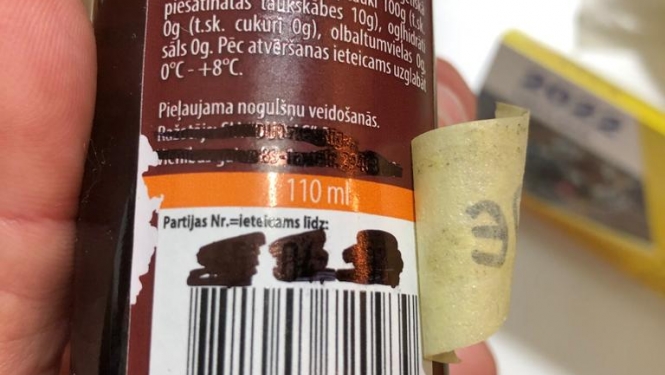 piesātinātās taukskābes 10g), ogļhidrāti
0g (t.sk. cukuri 0g), olbaltumvielas 0g,
sāls 0g. Pēc atvēršanas ieteicams uzglabāt
0°C - +8°C.
Pieļaujama nogulšņu veidošanās.
110 ml
Partijas Nr.=ieteicams līdz:
2022